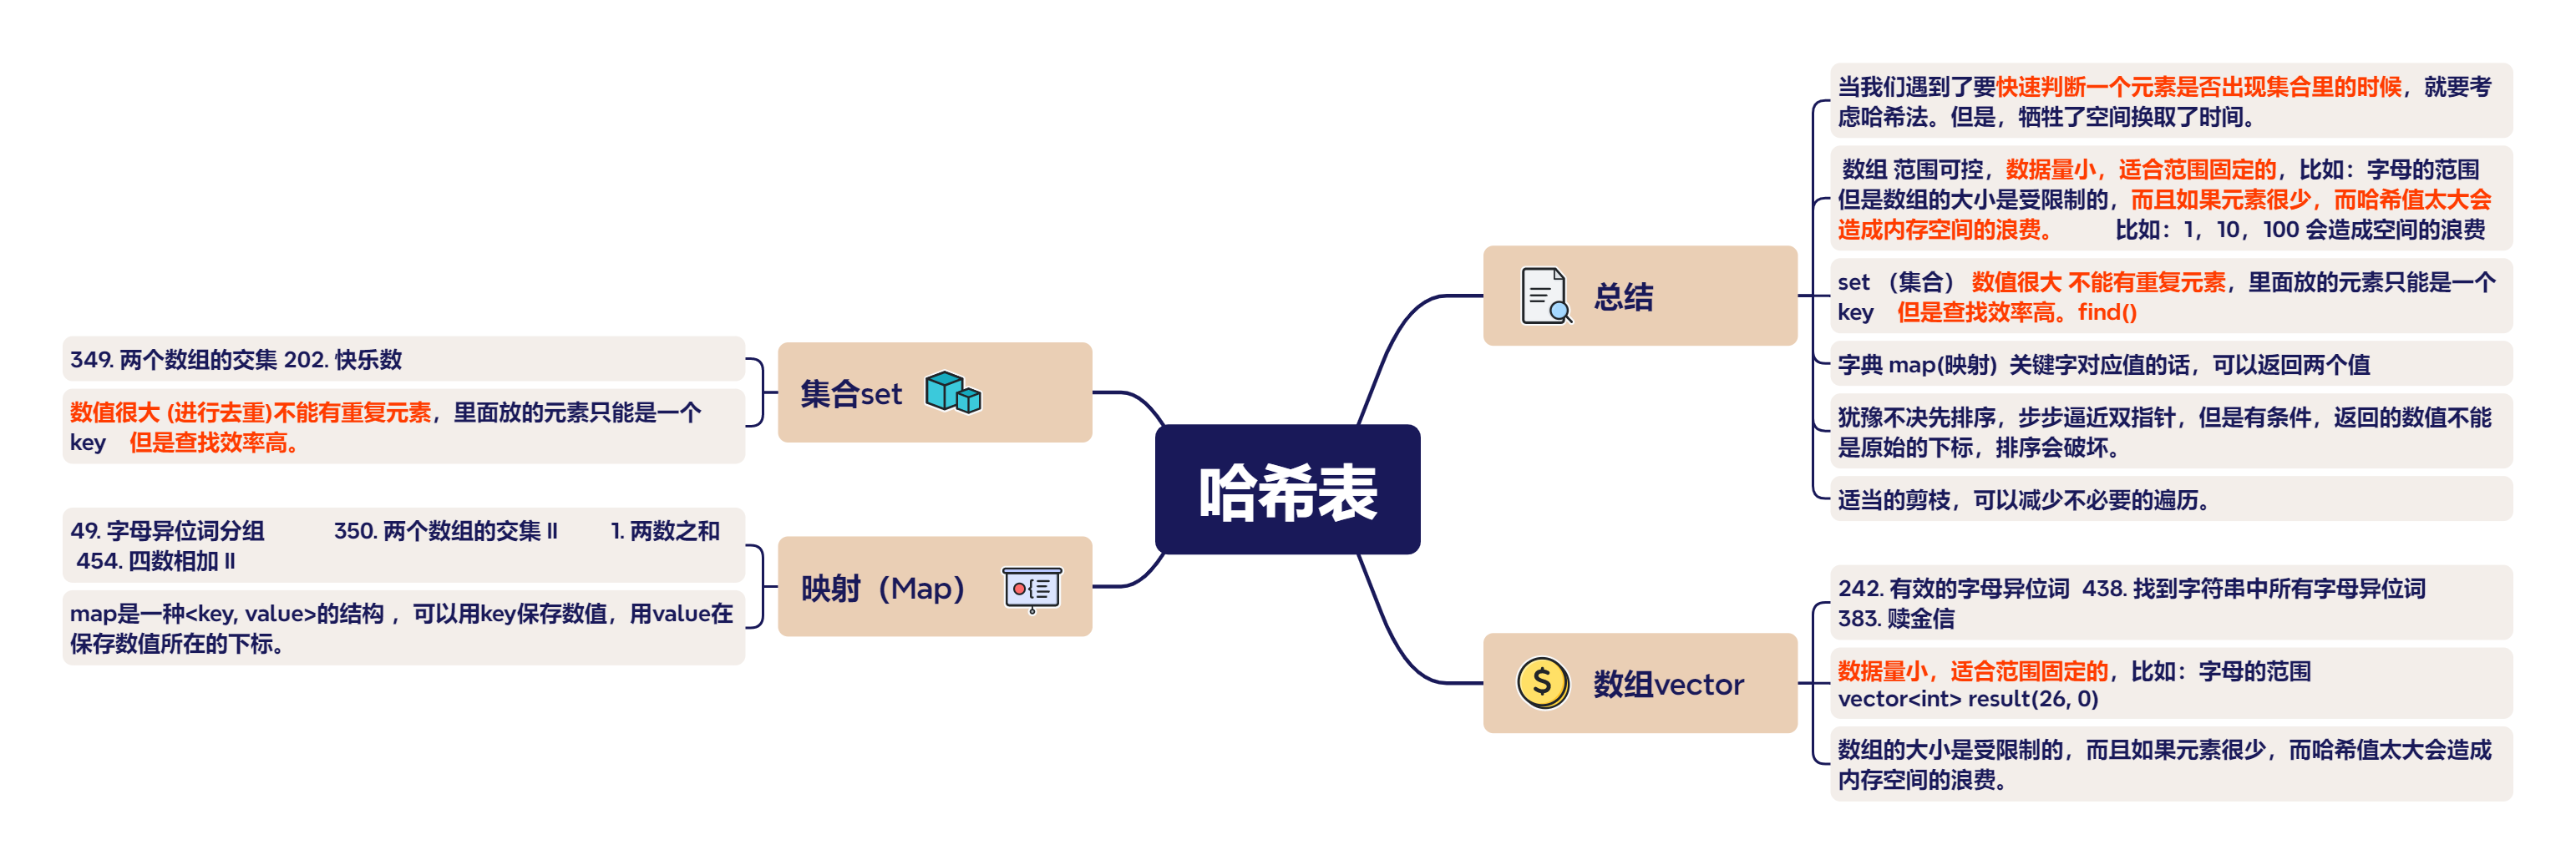 哈希表
总结
当我们遇到了要快速判断一个元素是否出现集合里的时候，就要考
虑哈希法。但是，牺牲了空间换取了时间。
数组 范围可控，数据量小，适合范围固定的，比如：字母的范围
但是数组的大小是受限制的，而且如果元素很少，而哈希值太大会
造成内存空间的浪费。 比如：1，10，100 会造成空间的浪费
set （集合） 数值很大 不能有重复元素，里面放的元素只能是一个
key 但是查找效率高。find()
字典 map(映射) 关键字对应值的话，可以返回两个值
犹豫不决先排序，步步逼近双指针，但是有条件，返回的数值不能
是原始的下标，排序会破坏。
适当的剪枝，可以减少不必要的遍历。
数组vector
242. 有效的字母异位词 438. 找到字符串中所有字母异位词
383. 赎金信
数据量小，适合范围固定的，比如：字母的范围
vector<int> result(26, 0)
数组的大小是受限制的，而且如果元素很少，而哈希值太大会造成
内存空间的浪费。
集合set
349. 两个数组的交集 202. 快乐数
数值很大 (进行去重)不能有重复元素，里面放的元素只能是一个
key 但是查找效率高。
映射（Map）
49. 字母异位词分组 350. 两个数组的交集 II 1. 两数之和
454. 四数相加 II
map是一种<key, value>的结构 ，可以用key保存数值，用value在
保存数值所在的下标。